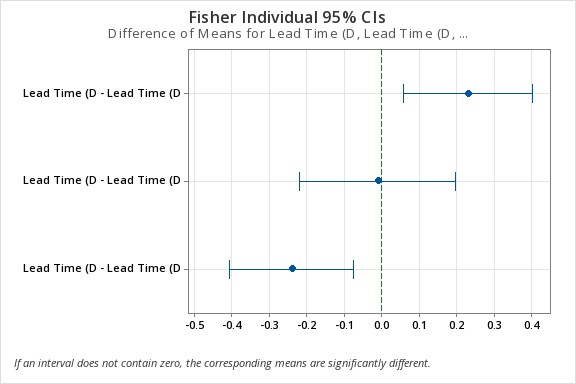 Fisher Individual 95% CIs
Difference of Means for Lead Time (D, Lead Time (D, ...
Lead Time (D - Lead Time (D
Lead Time (D - Lead Time (D
Lead Time (D - Lead Time (D
-0.5 -0.4 -0.3 -0.2 -0.1 0.0 0.1 0.2 0.3 0.4
If an interval does not contain zero, the corresponding means are significantly different.